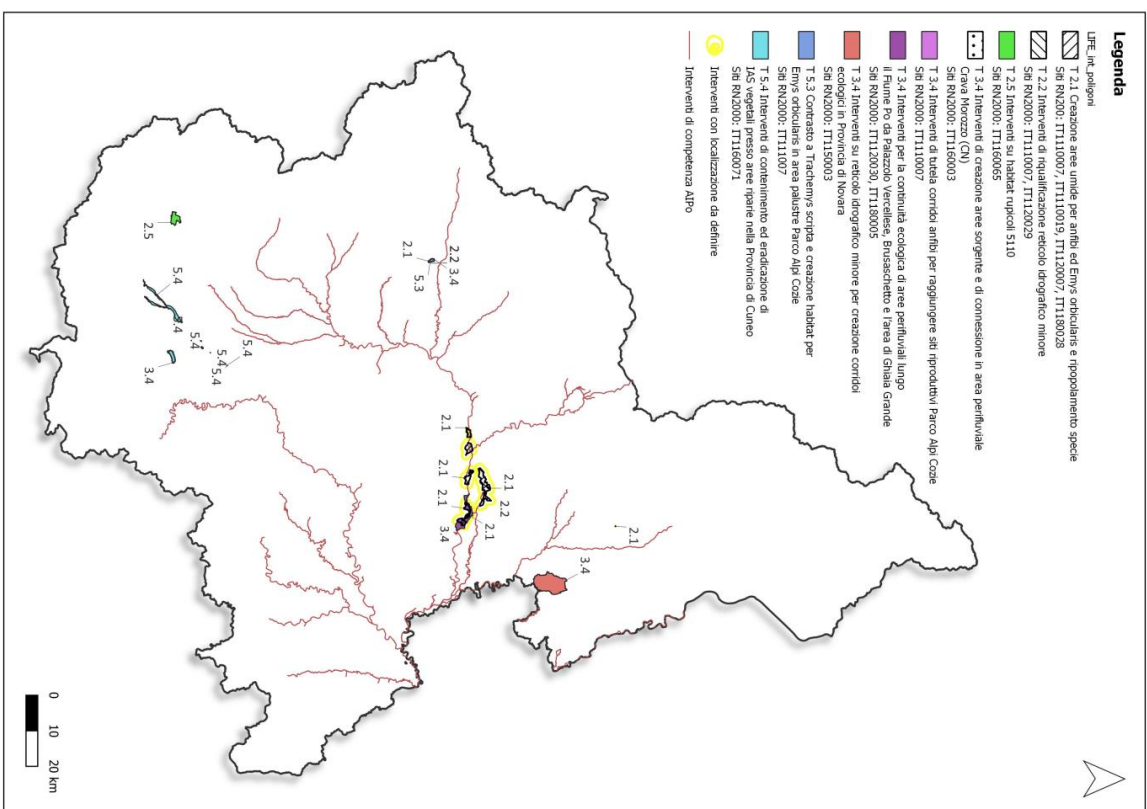 Legenda
LIFE_int_poligoni
T 2.1 Creazione aree umide per anfibi ed Emys orbicularis e ripopolamento specie
Siti RN200: IT1110007, IT1110019, IT1120007, IT1180028
T 2.2 Interventi di riqualificazione reticolo idrografico minore
Siti RN2000: IT1110007, IT1120029
T 2.5 Interventi su habitat rupicoli 5110
Siti RN2000: IT1160065
T 3.4 Interventi di creazione aree sorgente e di connessione in area perifluviale
Crava Morozzo (CN)
Siti RN2000: IT1160003
T 3.4 Interventi di tutela corridoi anfibi per raggiungere siti riproduttivi Parco Alpi Cozie
Siti RN2000: IT1110007
T 3.4 Interventi per la continuità ecologica di aree perifluviali lungo
il Fiume Po da Palazzolo Vercellese, Brusaschetto e l'area di Ghiaia Grande
Siti RN2000: IT1120030, IT1180005
T 3.4 Interventi su reticolo idrografico minore per creazione corridoi
ecologici in Provincia di Novara
Siti RN2000: IT1150003
T 5.3 Contrasto a Trachemys scripta e creazione habitat per
Emys orbicularis in area palustre Parco Alpi Cozie
Siti RN2000: IT111007
T 5.4 Interventi di contenimento ed eradicazione di
IAS vegetali presso aree riparie nella Provincia di Cuneo
Siti RN2000: IT1160071
Interventi con localizzazione da definire
Interventi di competenza AIPo
2.1
3.4
2.1
2.2
2.1
2.2
3.4
2.1
2.1
2.1
3.4
5.3
2.1
5.4
5.4
5.4
5.4
5.4
2.5
3.4
0 10 20 km